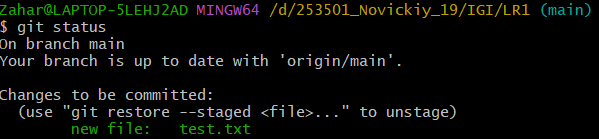 Zahar@LAPTOP-5LEHJ2AD MINGW64 /d/253501_Novickiy_19/IGI/LR1 (main)
$ git status
On branch main
Your branch is up to date with 'origin/main'.

Changes to be committed:
  (use "git restore --staged <file>..." to unstage)
        new file:   test.txt